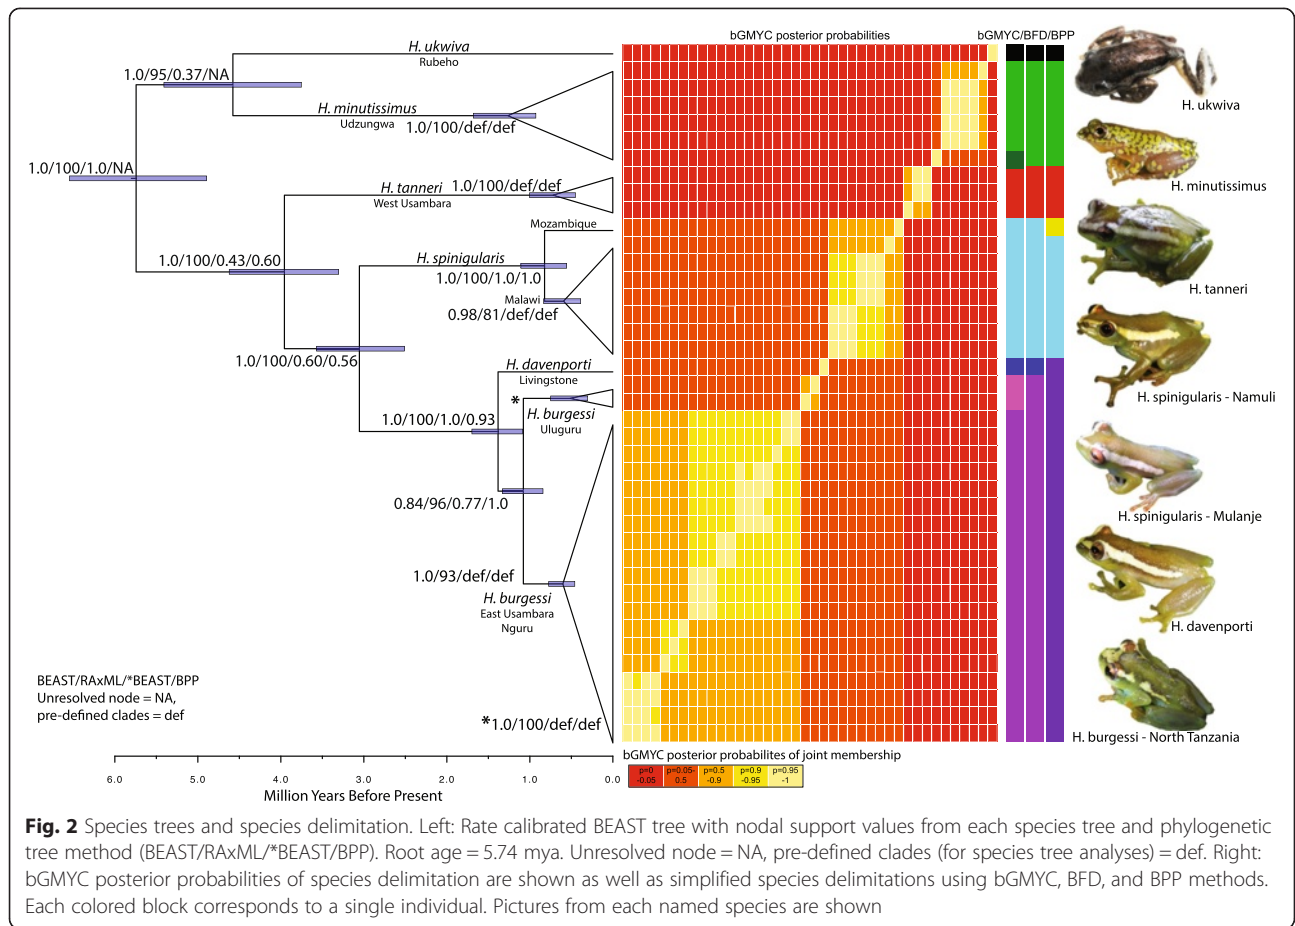 bGMYC posterior probabilities
bGMYC/BFD/BPP
H. ukwiva
Rubeho
1.0/95/0.37/NA
H. minutissimus
Udzungwa
1.0/100/def/def
1.0/100/1.0/NA
H. tanneri
West Usambara
1.0/100/def/def
Mozambique
1.0/100/0.43/0.60
H. spinigularis
1.0/100/1.0/1.0
Malawi
0.98/81/def/def
1.0/100/0.60/0.56
H. davenporti
Livingstone
*
H. burgessi
Uluguru
1.0/100/1.0/0.93
0.84/96/0.77/1.0
1.0/93/def/def
H. burgessi
East Usambara
Nguru
*1.0/100/def/def
BEAST/RAxML/*BEAST/BPP
Unresolved node = NA,
pre-defined clades = def
6.0 5.0 4.0 3.0 2.0 1.0 0.0
Million Years Before Present
bGMYC posterior probabilites of joint membership
p=0 p=0.05- p=0.5 p=0.9 p=0.95
-0.05 0.5 -0.9 -0.95 -1
H. ukwiva
H. minutissimus
H. tanneri
H. spinigularis - Namuli
H. spinigularis - Mulanje
H. davenporti
H. burgessi - North Tanzania
Fig. 2 Species trees and species delimitation. Left: Rate calibrated BEAST tree with nodal support values from each species tree and phylogenetic
tree method (BEAST/RAxML/*BEAST/BPP). Root age = 5.74 mya. Unresolved node = NA, pre-defined clades (for species tree analyses) = def. Right:
bGMYC posterior probabilities of species delimitation are shown as well as simplified species delimitations using bGMYC, BFD, and BPP methods.
Each colored block corresponds to a single individual. Pictures from each named species are shown